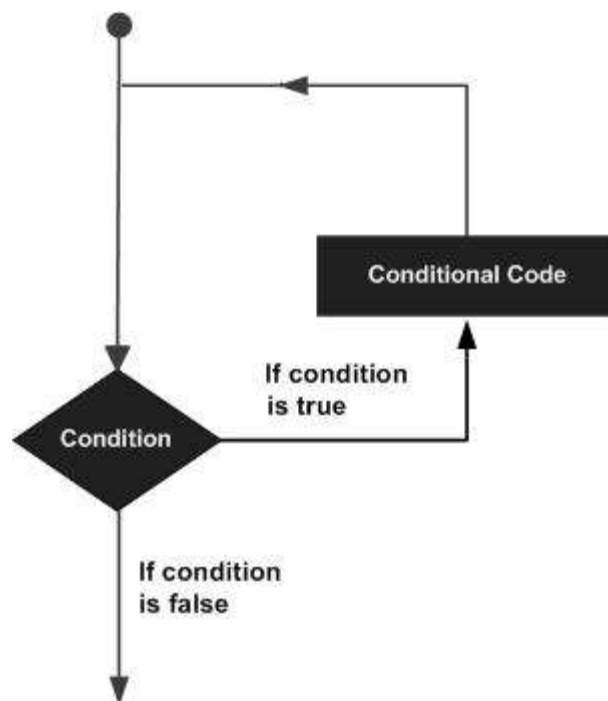 Conditional Code
If condition
is true
Condition
If condition
is false